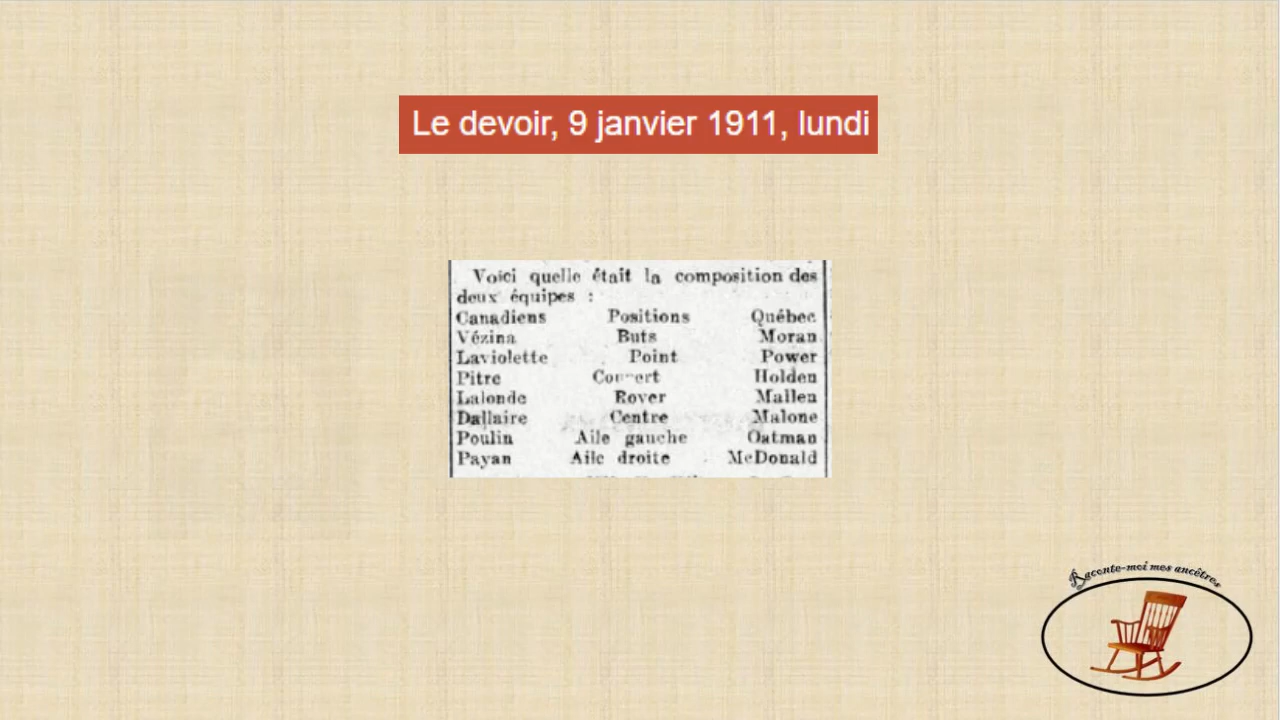 Le devoir, 9 janvier 1911, lundi
Voici quelle était la composition des
deux équipes :
Canadiens Positions Québec
Vézina Buts Moran
Laviolette Point Power
Pitre Holden
Lalonde Rover Mallen
Dallaire Centre Malone
Poulin Aile gauche Oatman
Payan Aile droite McDonald
Raconte-moi mes ancêtres